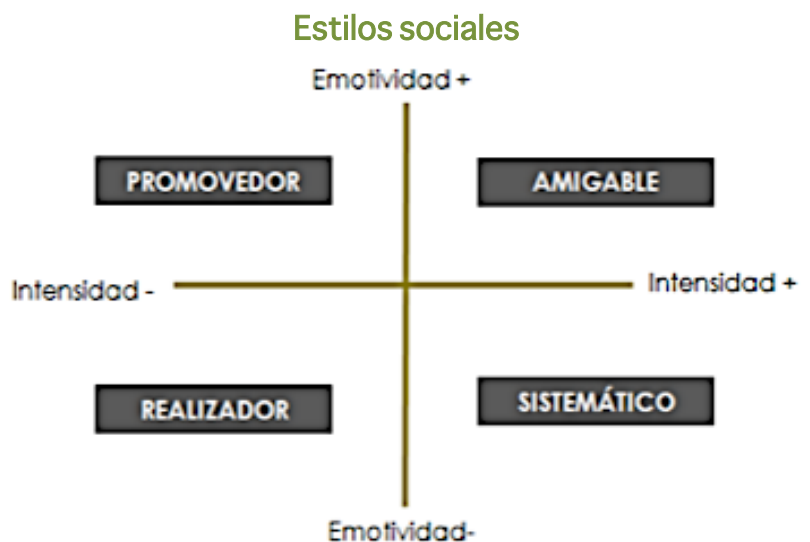 Estilos sociales
Emotividad +
PROMOVEDOR
AMIGABLE
Intensidad -
Intensidad +
REALIZADOR
SISTEMÁTICO
Emotividad-